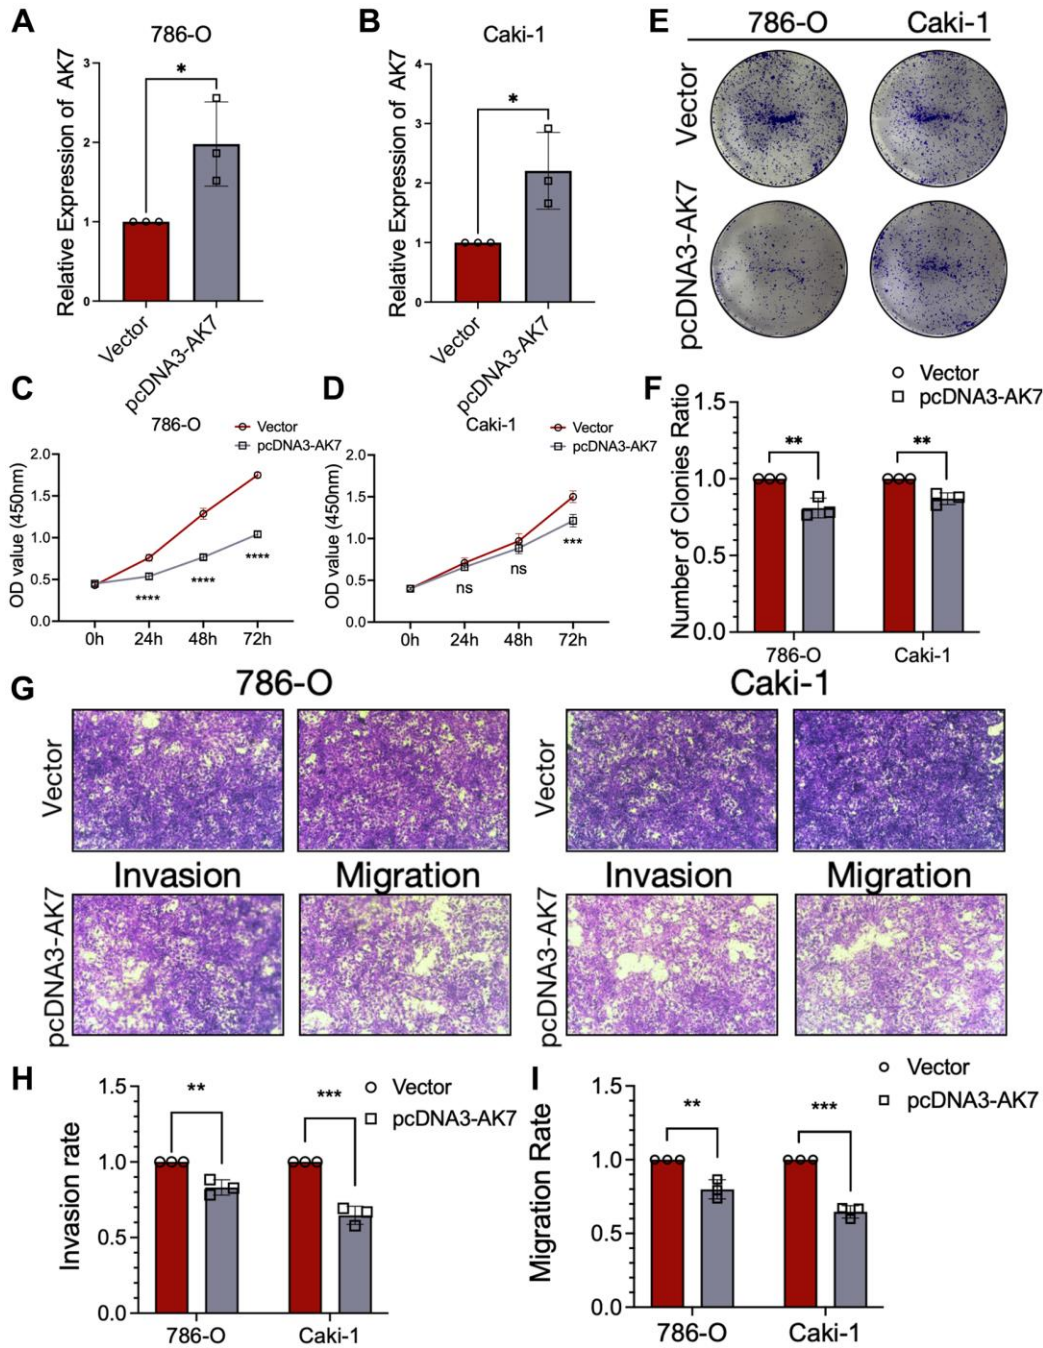 A
786-O
Relative Expression of AK7
3
2
1
0
*
Vector
pcDNA3-AK7
B
Caki-1
Relative Expression of AK7
4
3
2
1
0
*
Vector
pcDNA3-AK7
E
786-O Caki-1
Vector
pcDNA3-AK7
C
786-O
Vector
pcDNA3-AK7
OD value (450nm)
2.0
1.5
1.0
0.5
0.0
****
****
****
0h 24h 48h 72h
D
Caki-1
Vector
pcDNA3-AK7
OD value (450nm)
2.0
1.5
1.0
0.5
0.0
ns
ns
***
0h 24h 48h 72h
F
Vector
pcDNA3-AK7
Number of Clonies Ratio
1.5
1.0
0.5
0.0
** **
786-O Caki-1
G
786-O Caki-1
Vector
Vector
Invasion Migration Invasion Migration
pcDNA3-AK7
pcDNA3-AK7
H
Vector
pcDNA3-AK7
Invasion rate
1.5
1.0
0.5
0.0
** ***
786-O Caki-1
I
Vector
pcDNA3-AK7
Migration Rate
1.5
1.0
0.5
0.0
** ***
786-O Caki-1